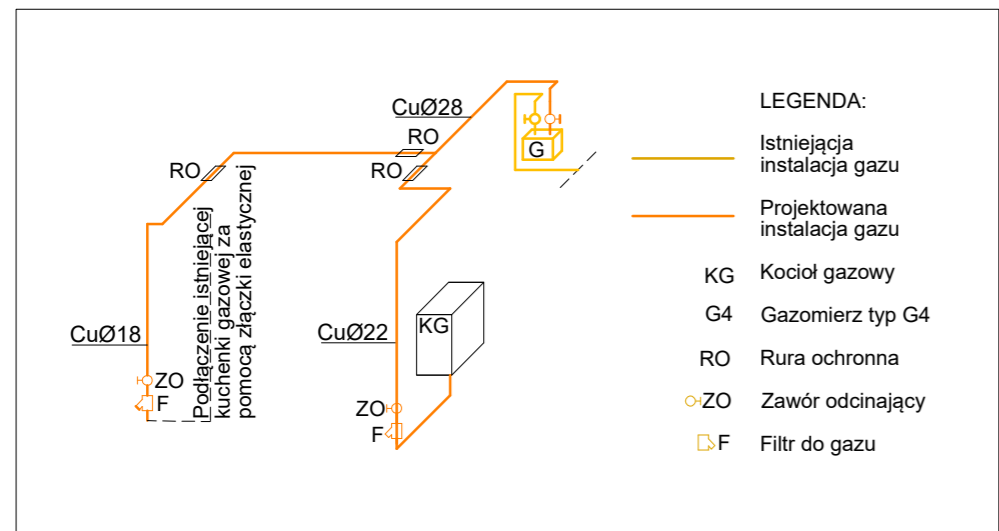 CuØ28
RO
RO
RO
G
CuØ18
ZO
F
Podłączenie istniejącej
kuchenki gazowej za
pomocą złączki elastycznej
CuØ22
KG
ZO
F
LEGENDA:
Istniejącja
instalacja gazu
Projektowana
instalacja gazu
KG Kocioł gazowy
G4 Gazomierz typ G4
RO Rura ochronna
ZO Zawór odcinający
F Filtr do gazu